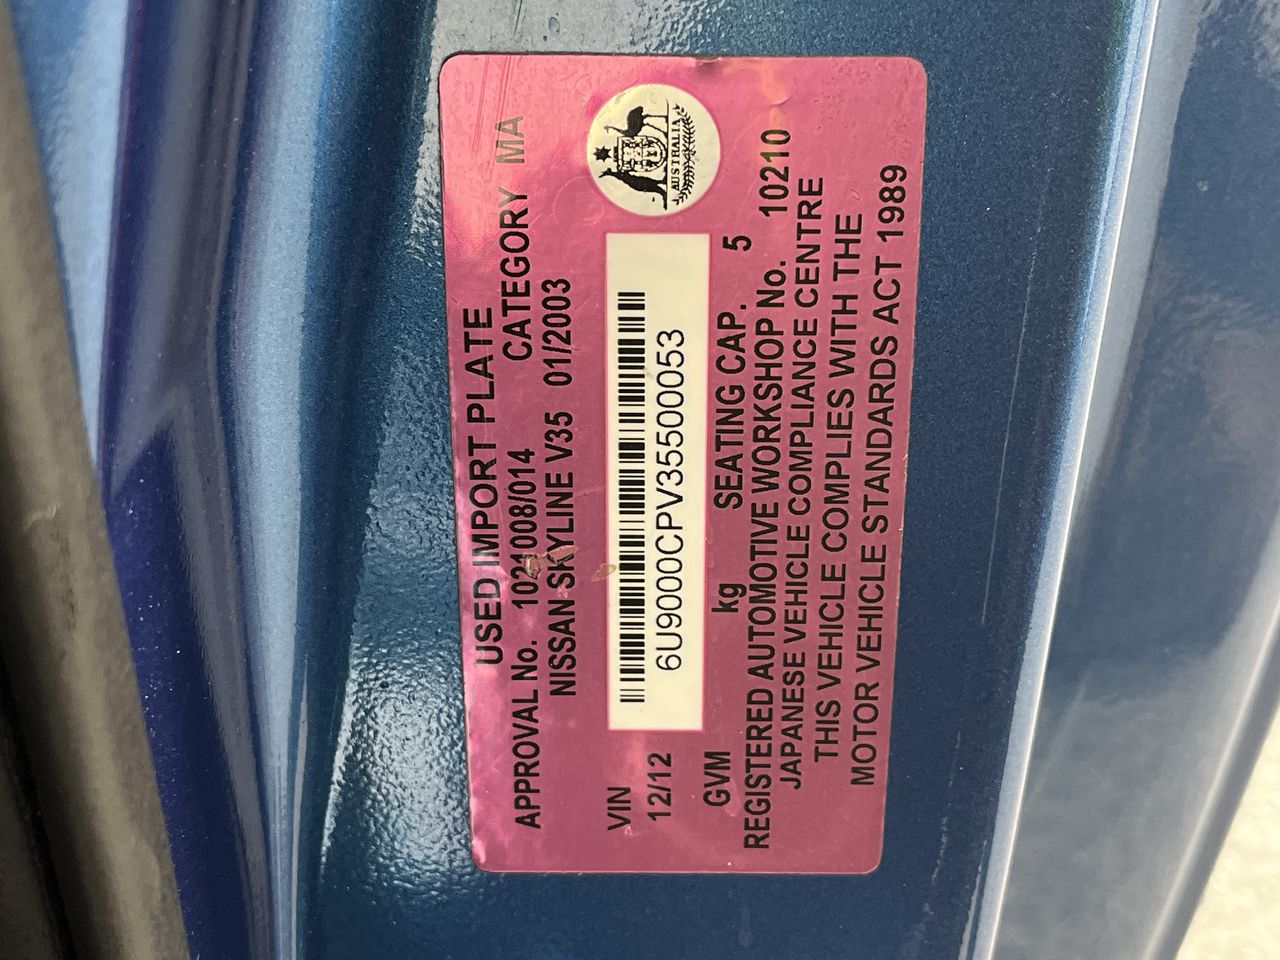 USED IMPORT PLATE
APPROVAL No. 1021008/014 CATEGORY MA
NISSAN SKYLINE V35 01/2003
AUSTRALIA
VIN
12/12
6U9000CPV35500053
GVM kg SEATING CAP. 5
REGISTERED AUTOMOTIVE WORKSHOP No. 10210
JAPANESE VEHICLE COMPLIANCE CENTRE
THIS VEHICLE COMPLIES WITH THE
MOTOR VEHICLE STANDARDS ACT 1989